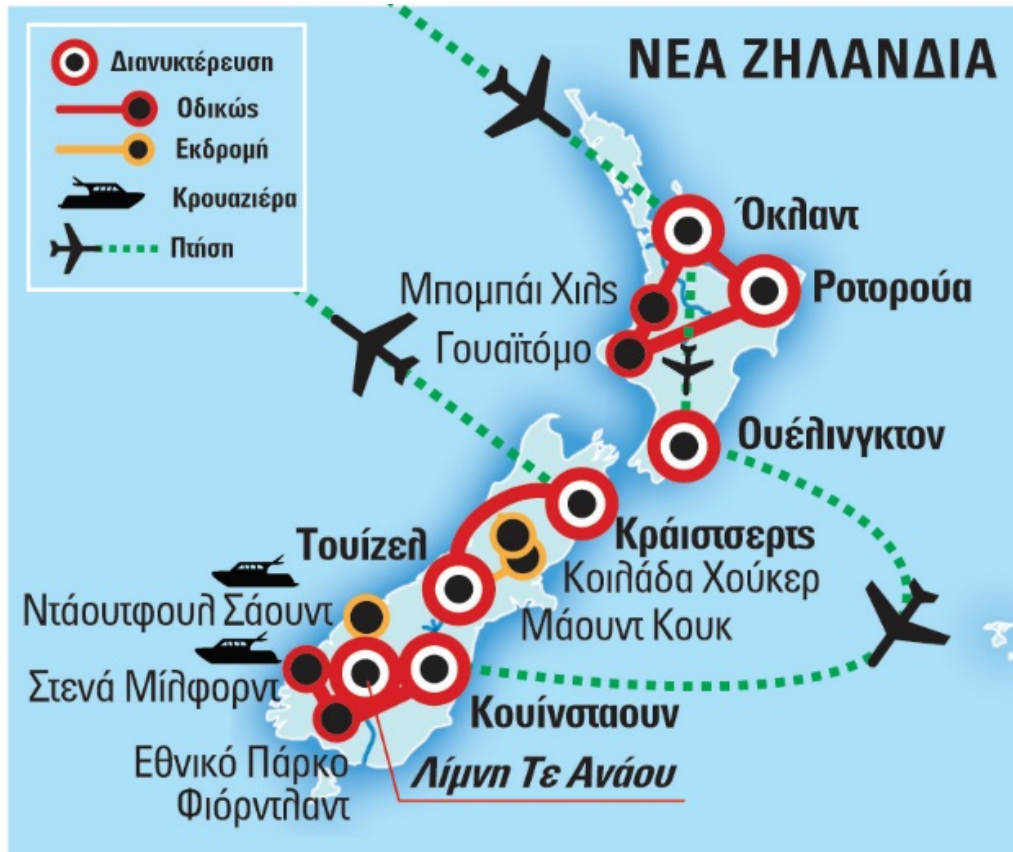 ΝΕΑ ΖΗΛΑΝΔΙΑ
Διανυκτέρευση
Οδικώς
Εκδρομή
Κρουαζιέρα
Πτήση
Όκλαντ
Μπομπάι Χιλς
Ροτορούα
Γουαϊτόμο
Ουέλινγκτον
Τουίζελ
Κράιστσερτς
Κοιλάδα Χούκερ
Ντάουτφουλ Σάουντ
Μάουντ Κουκ
Στενά Μίλφορντ
Κουίνσταουν
Εθνικό Πάρκο
Φιόρντλαντ
Λίμνη Τε Ανάου